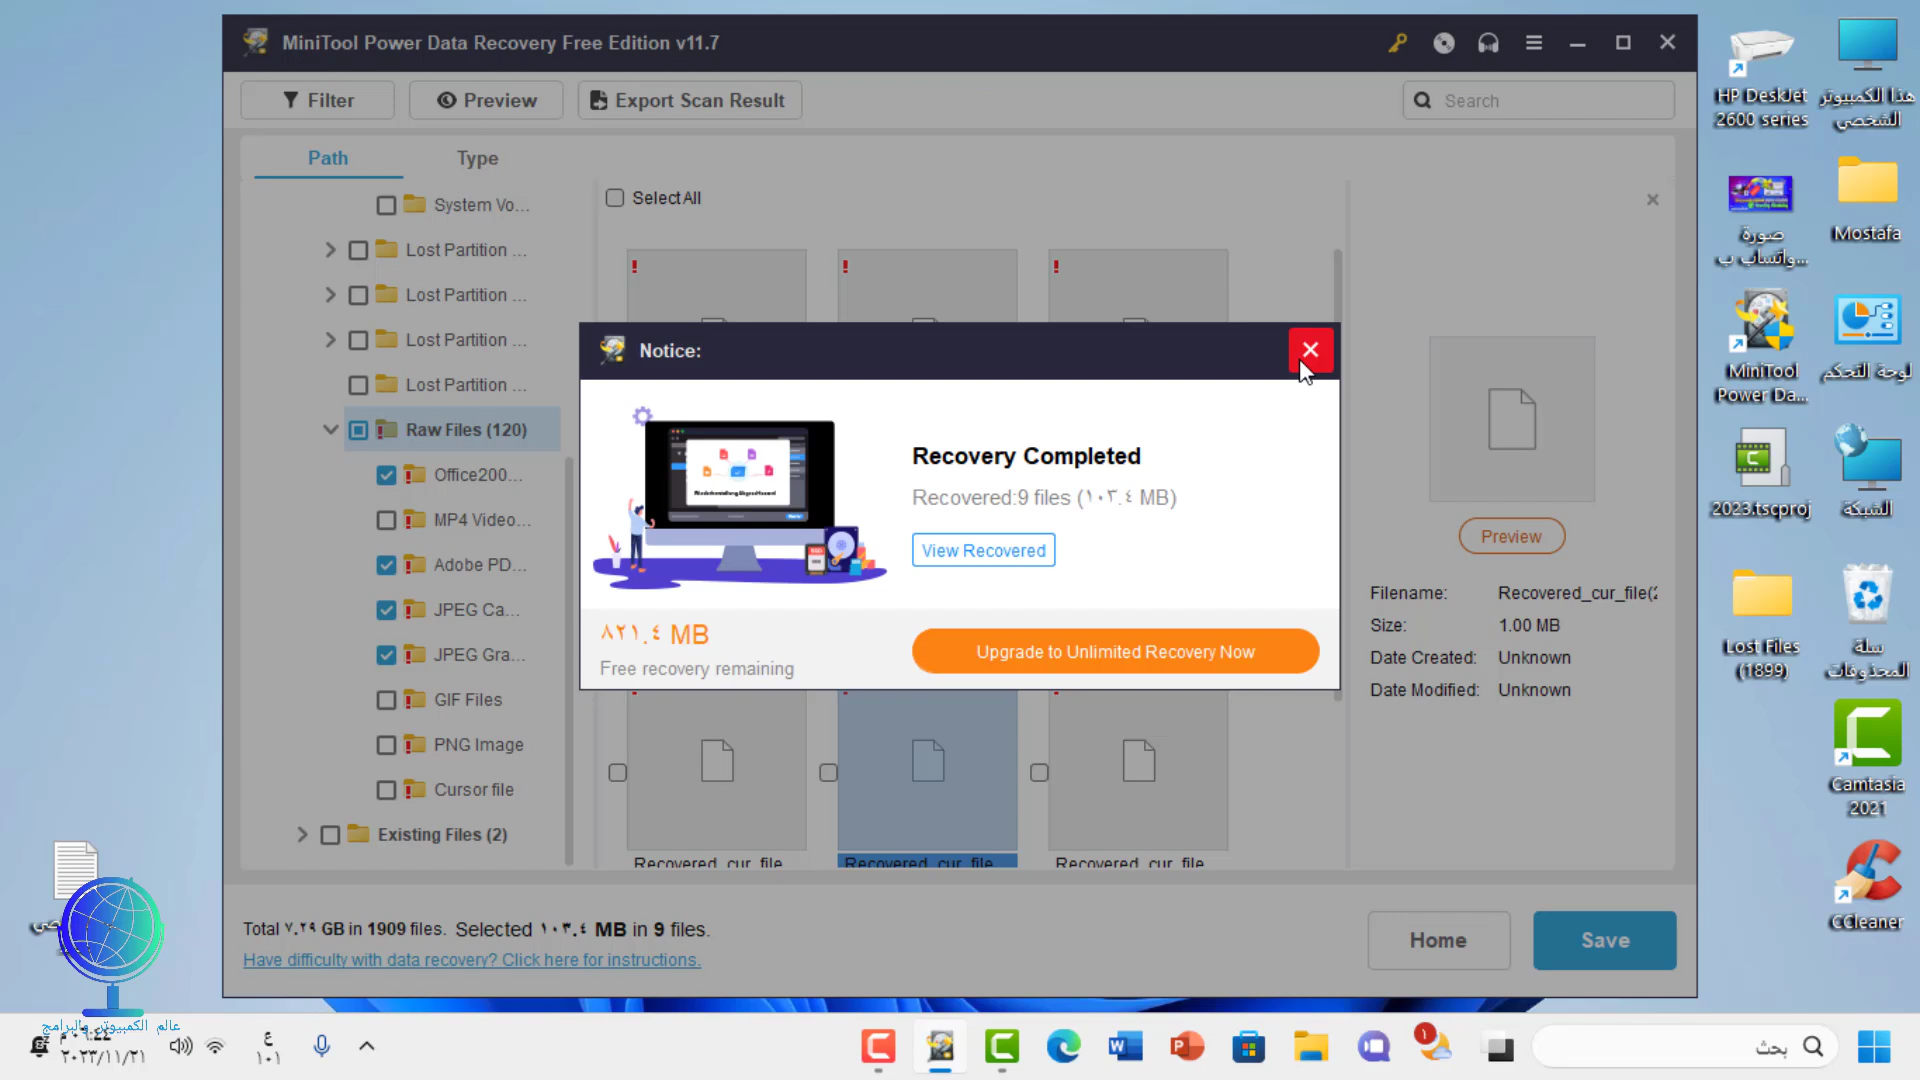 MiniTool Power Data Recovery Free Edition v11.7
Filter
Preview
Export Scan Result
Search
Path
Type
System Vo...
Lost Partition ...
Lost Partition ...
Lost Partition ...
Lost Partition ...
Raw Files (120)
Office200...
MP4 Video...
Adobe PD...
JPEG Ca...
JPEG Gra...
GIF Files
PNG Image
Cursor file
Existing Files (2)
Select All
Notice:
Recovery Completed
Recovered:9 files (١٠٣.٤ MB)
View Recovered
٨٢١.٤ MB
Free recovery remaining
Upgrade to Unlimited Recovery Now
Recovered_cur_file
Recovered_cur_file
Recovered_cur_file
Preview
Filename: Recovered_cur_file(2
Size: 1.00 MB
Date Created: Unknown
Date Modified: Unknown
Total ٧.٢٩ GB in 1909 files. Selected ١٠٣.٤ MB in 9 files.
Have difficulty with data recovery? Click here for instructions.
Home
Save
HP DeskJet
2600 series
هذا الكمبيوتر
الشخصي
صورة
واتساب ب...
Mostafa
MiniTool
Power Da...
لوحة التحكم
2023.tscproj
الشبكة
Lost Files
(1899)
سلة
المحذوفات
Camtasia
2021
CCleaner
عالم الكمبيوتر والبرامج
٢٠٢٣/١١/٢١
ع
١٠١
١
بحث